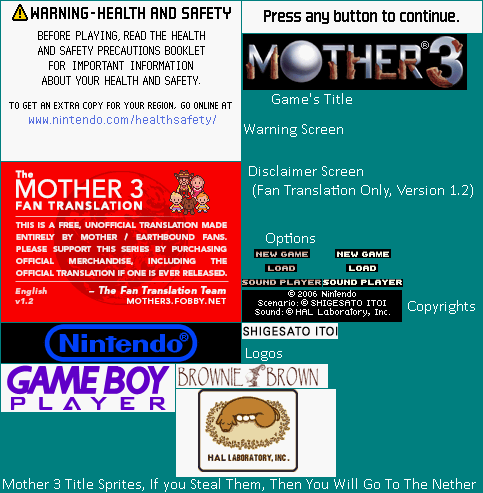 WARNING-HEALTH AND SAFETY
BEFORE PLAYING, READ THE HEALTH
AND SAFETY PRECAUTIONS BOOKLET
FOR IMPORTANT INFORMATION
ABOUT YOUR HEALTH AND SAFETY.
TO GET AN EXTRA COPY FOR YOUR REGION, GO ONLINE AT
www.nintendo.com/healthsafety/
Press any button to continue.
MOTHER® 3
Game's Title
Warning Screen
Disclaimer Screen
(Fan Translation Only, Version 1.2)
The
MOTHER 3
FAN TRANSLATION
THIS IS A FREE, UNOFFICIAL TRANSLATION MADE
ENTIRELY BY MOTHER / EARTHBOUND FANS.
PLEASE SUPPORT THIS SERIES BY PURCHASING
OFFICIAL MERCHANDISE, INCLUDING THE
OFFICIAL TRANSLATION IF ONE IS EVER RELEASED.
English
v1.2
– The Fan Translation Team
MOTHER3.FOBBY.NET
Options
NEW GAME NEW GAME
LOAD LOAD
SOUND PLAYER SOUND PLAYER
© 2006 Nintendo
Scenario: © SHIGESATO ITOI
Sound: © HAL Laboratory, Inc.
Copyrights
Nintendo®
SHIGESATO ITOI
Logos
GAME BOY
PLAYER
BROWNIE BROWN
HAL LABORATORY, INC.
Mother 3 Title Sprites, If you Steal Them, Then You Will Go To The Nether